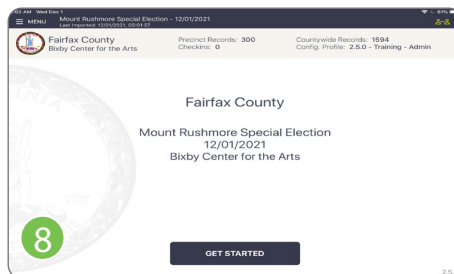 02 AM Wed Dec 1
61%
MENU
Mount Rushmore Special Election - 12/01/2021
Last Imported: 12/01/2021, 05:01:57
Fairfax County
Bixby Center for the Arts
Precinct Records: 300
Checkins: 0
Countywide Records: 1594
Config. Profile: 2.5.0 - Training - Admin
Fairfax County
Mount Rushmore Special Election
12/01/2021
Bixby Center for the Arts
8
GET STARTED
2.5.